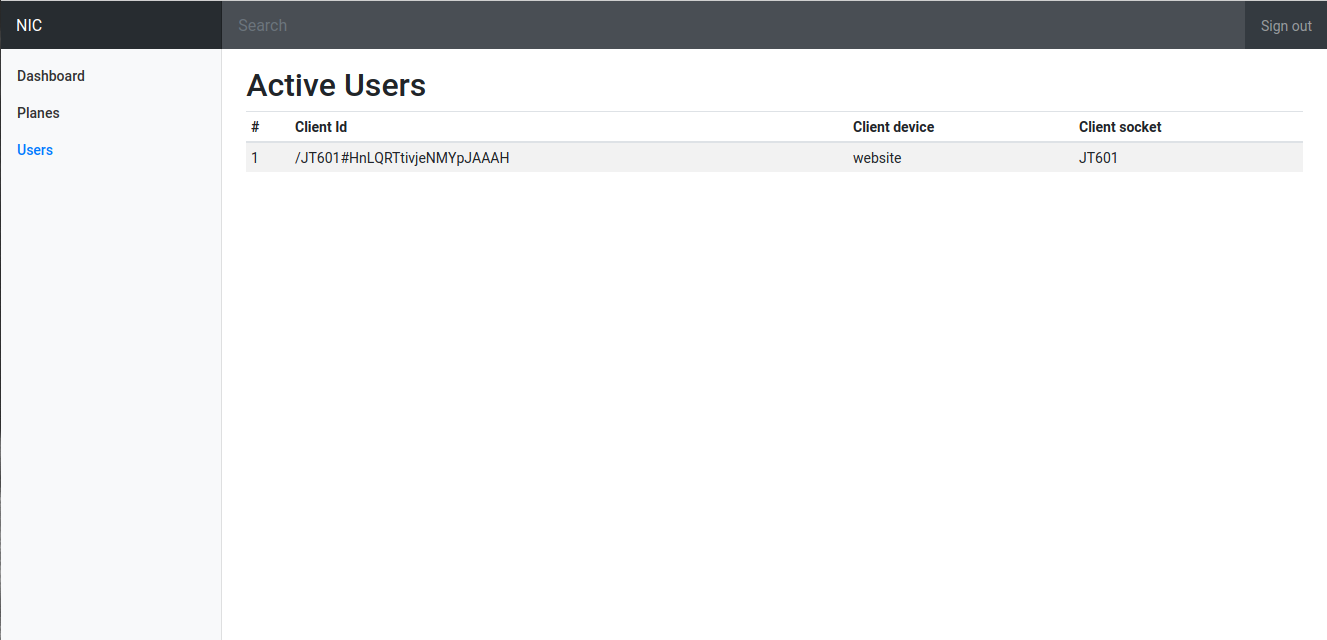 NIC Search Sign out
Dashboard
Planes
Users
Active Users
# Client Id Client device Client socket
1 /JT601#HnLQRTtivjeNMYpJAAAH website JT601